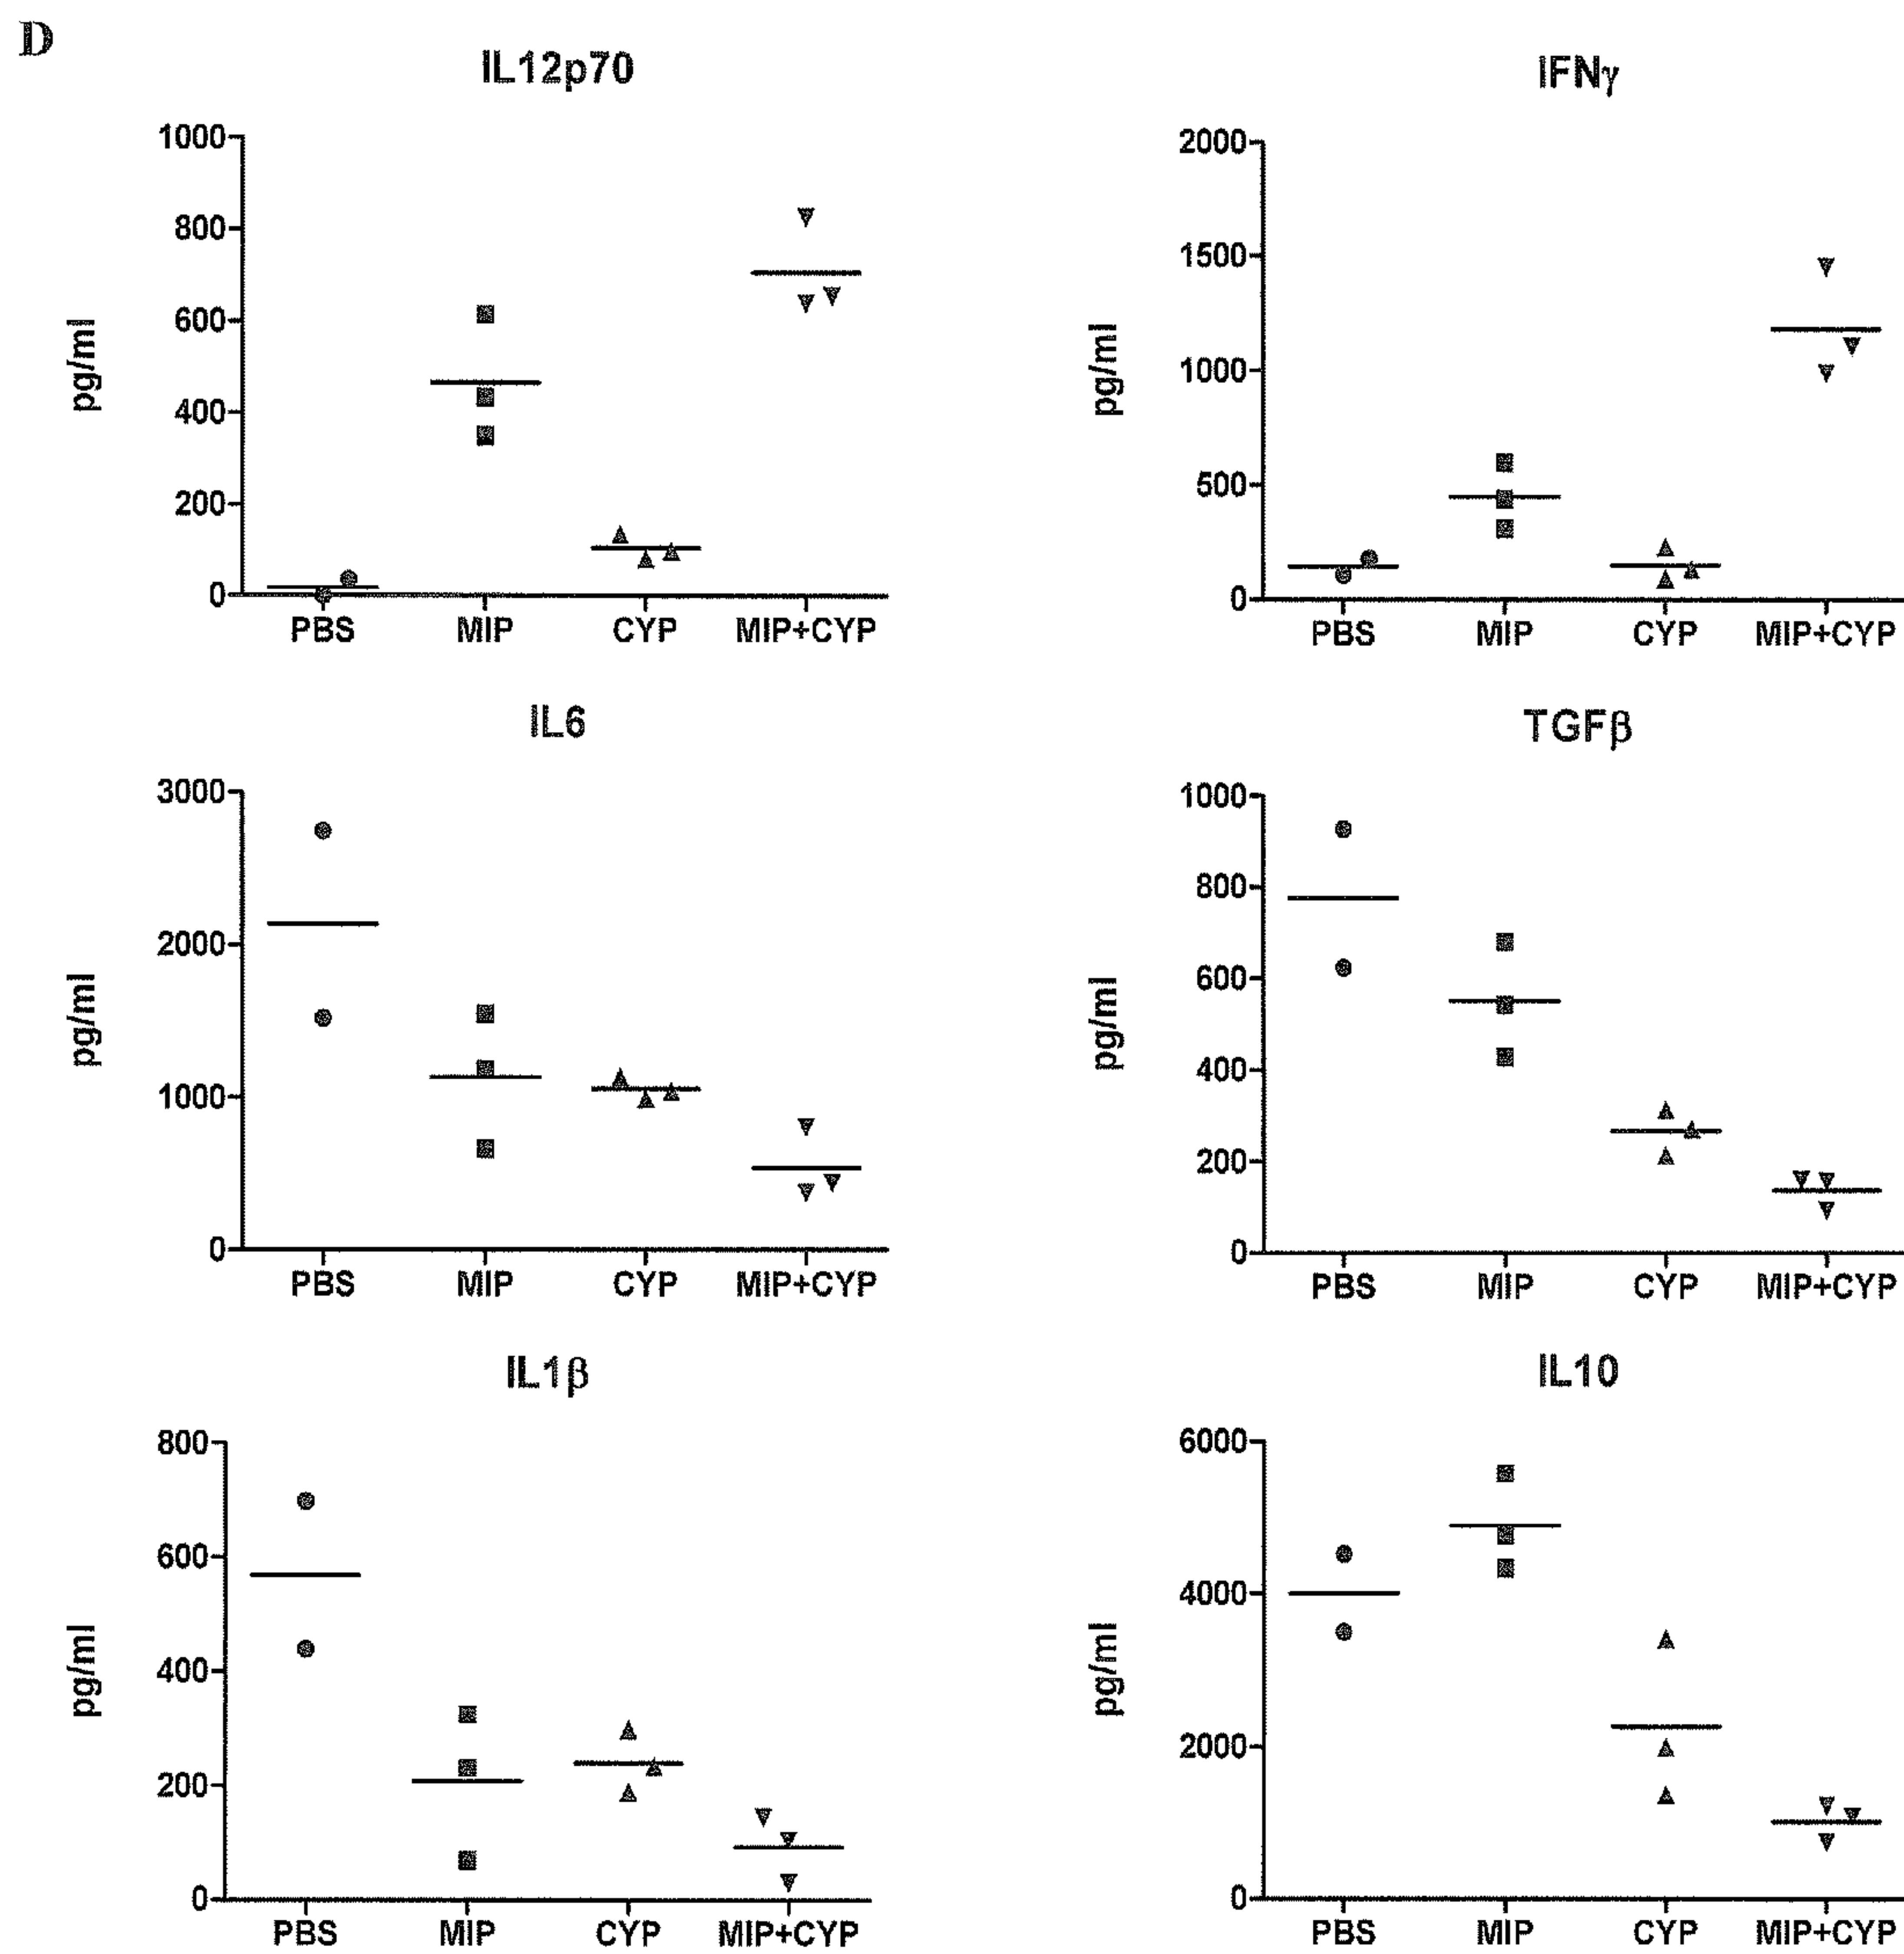 D
IL12p70
pg/ml
1000
800
600
400
200
0
PBS MIP CYP MIP+CYP
IFNγ
pg/ml
2000
1500
1000
500
0
PBS MIP CYP MIP+CYP
IL6
pg/ml
3000
2000
1000
0
PBS MIP CYP MIP+CYP
TGFβ
pg/ml
1000
800
600
400
200
0
PBS MIP CYP MIP+CYP
IL1β
pg/ml
800
600
400
200
0
PBS MIP CYP MIP+CYP
IL10
pg/ml
6000
4000
2000
0
PBS MIP CYP MIP+CYP